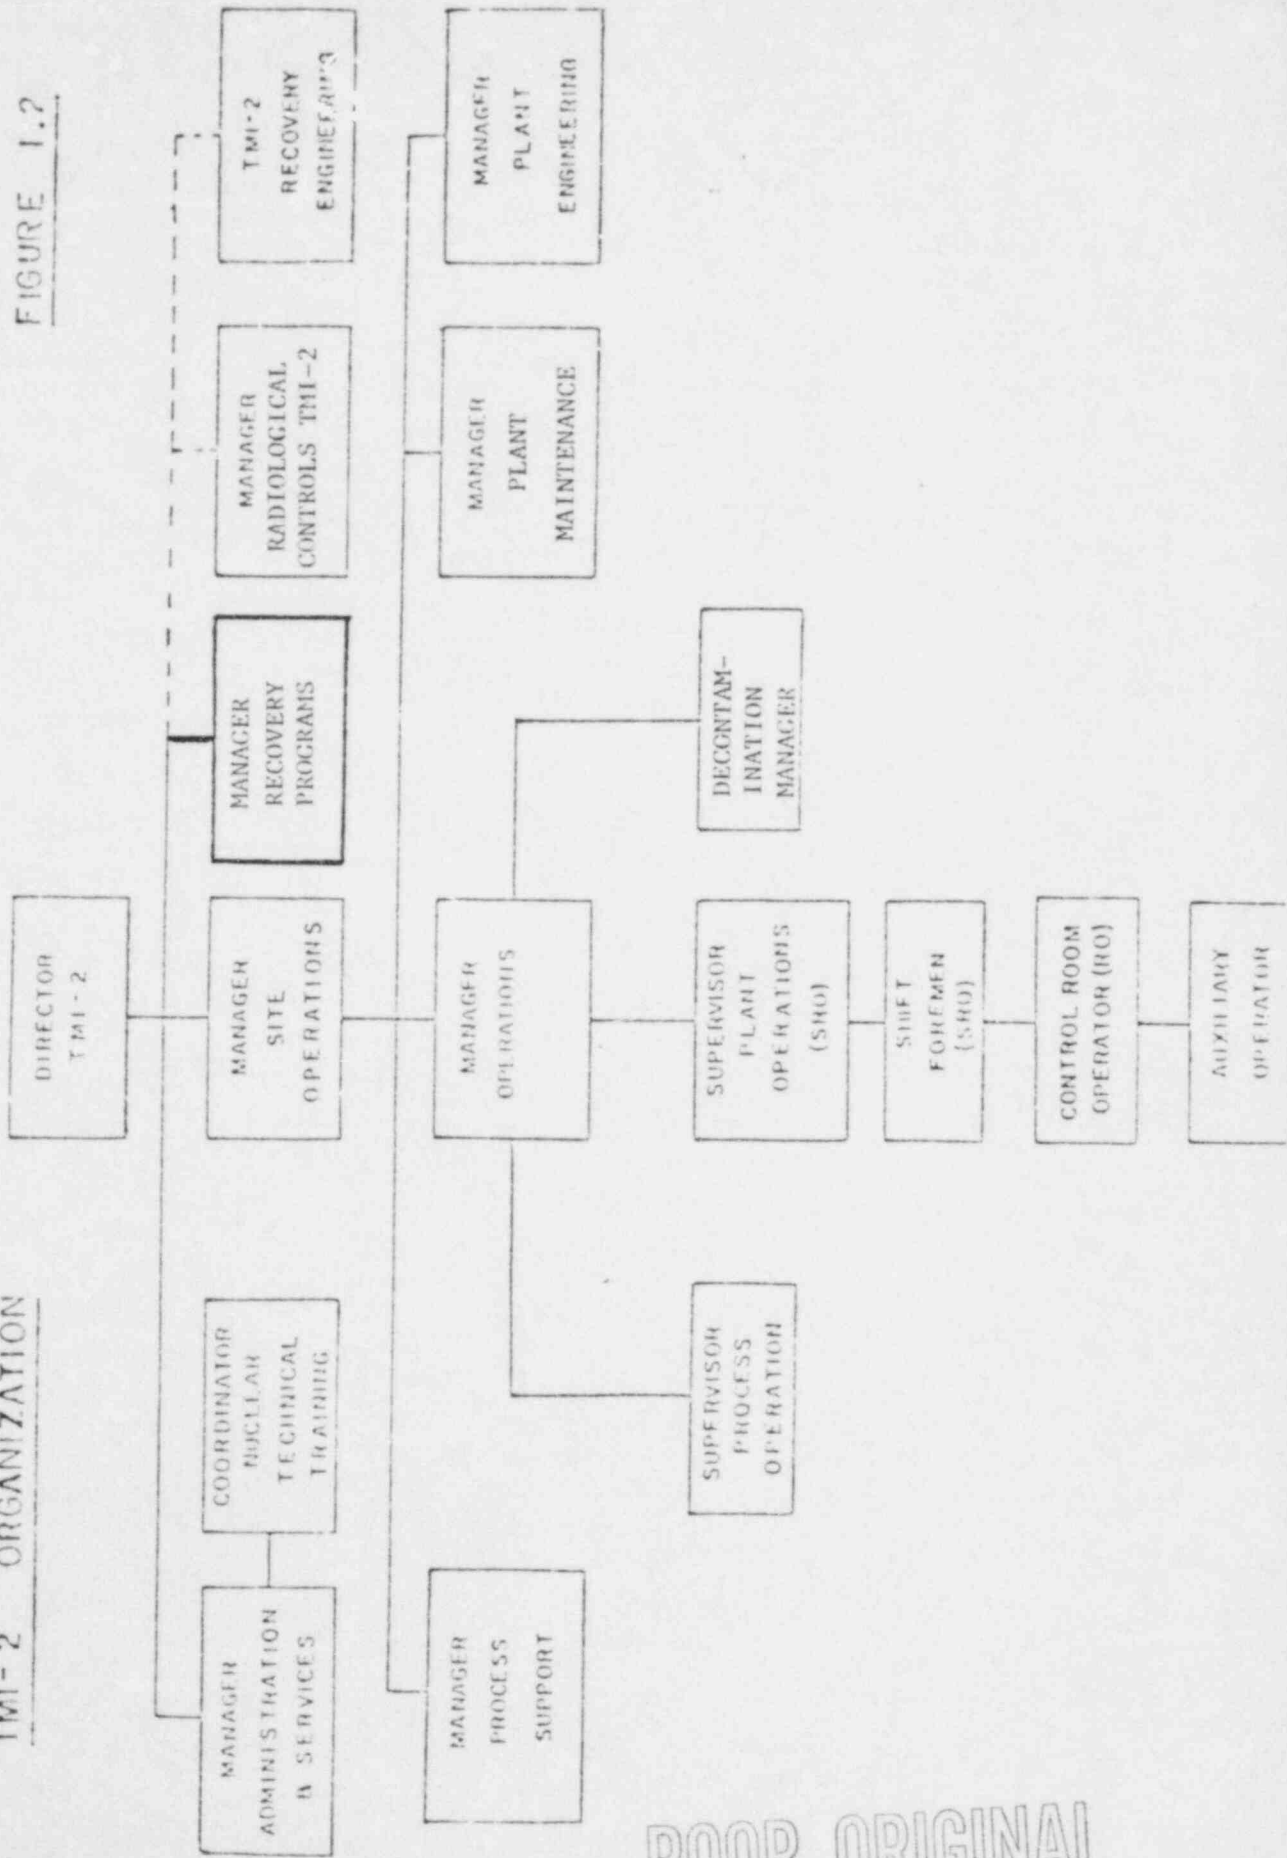 TMI-2 ORGANIZATION
FIGURE 1.2
DIRECTOR
TMI-2
MANAGER
ADMINISTRATION
& SERVICES
COORDINATOR
NUCLEAR
TECHNICAL
TRAINING
MANAGER
SITE
OPERATIONS
MANAGER
RECOVERY
PROGRAMS
MANAGER
RADIOLOGICAL
CONTROLS TMI-2
TMI-2
RECOVERY
ENGINEERING
MANAGER
PROCESS
SUPPORT
MANAGER
OPERATIONS
MANAGER
PLANT
MAINTENANCE
MANAGER
PLANT
ENGINEERING
SUPERVISOR
PROCESS
OPERATION
SUPERVISOR
PLANT
OPERATIONS
(SRO)
DECONTAM-
INATION
MANAGER
SHIFT
FOREMEN
(SRO)
CONTROL ROOM
OPERATOR (RO)
AUXILIARY
OPERATOR
POOR ORIGINAL